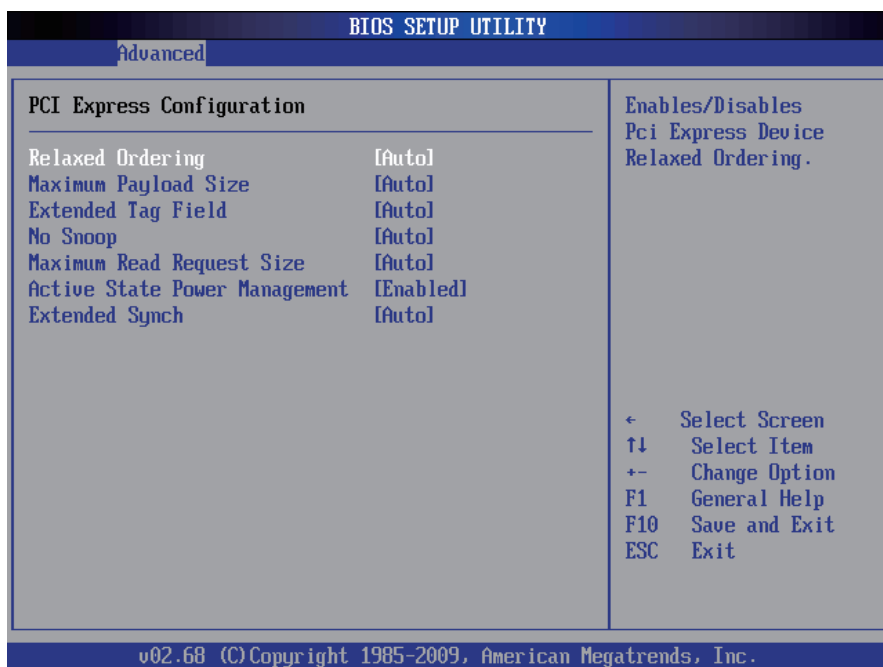 BIOS SETUP UTILITY
Advanced
PCI Express Configuration
Relaxed Ordering [Auto]
Maximum Payload Size [Auto]
Extended Tag Field [Auto]
No Snoop [Auto]
Maximum Read Request Size [Auto]
Active State Power Management [Enabled]
Extended Synch [Auto]
Enables/Disables
Pci Express Device
Relaxed Ordering.
← Select Screen
↑↓ Select Item
+- Change Option
F1 General Help
F10 Save and Exit
ESC Exit
v02.68 (C)Copyright 1985-2009, American Megatrends, Inc.